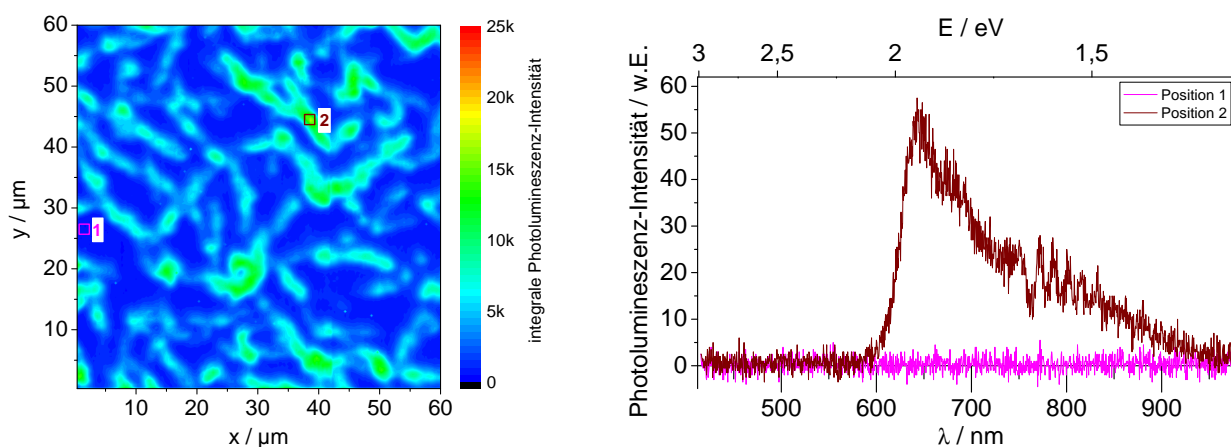 60
50
40
30
20
10
y / µm
10 20 30 40 50 60
x / µm
1
2
25k
20k
15k
10k
5k
0
integrale Photolumineszenz-Intensität
E / eV
3 2,5 2 1,5
Position 1
Position 2
60
50
40
30
20
10
0
Photolumineszenz-Intensität / w.E.
500 600 700 800 900
λ / nm